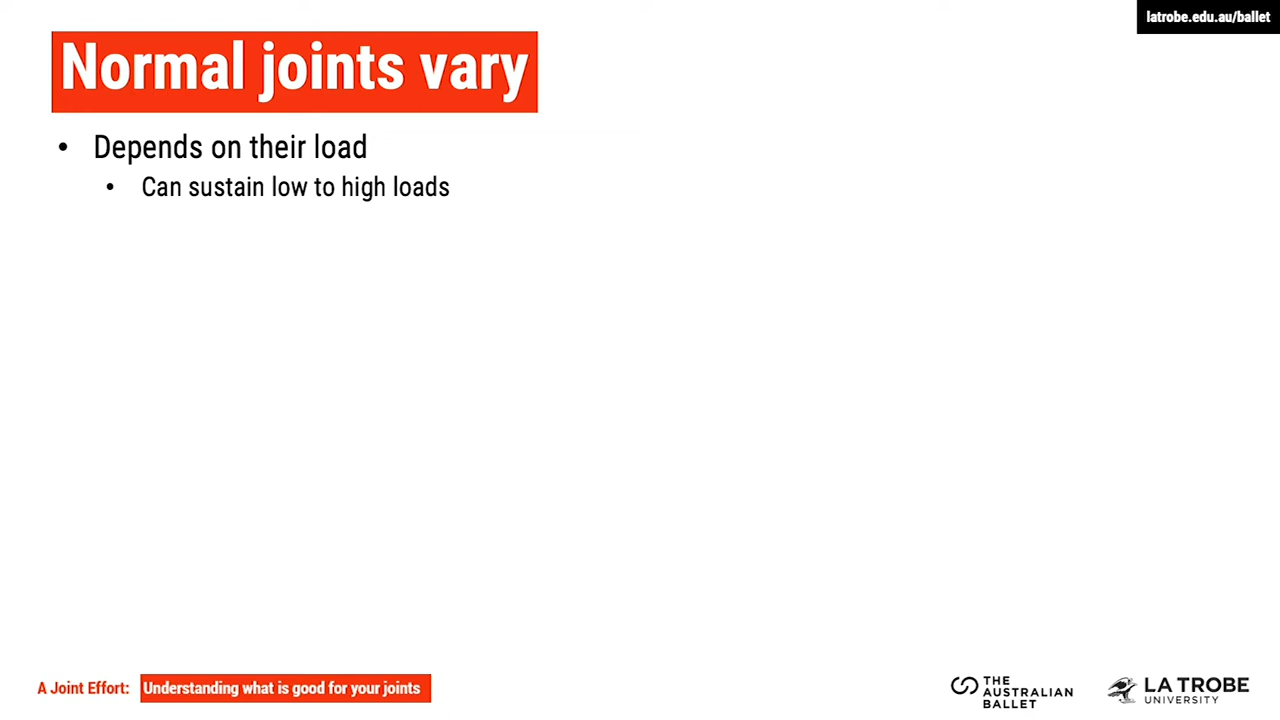 latrobe.edu.au/ballet
Normal joints vary
• Depends on their load
• Can sustain low to high loads
A Joint Effort: Understanding what is good for your joints
THE
AUSTRALIAN
BALLET
LA TROBE
UNIVERSITY